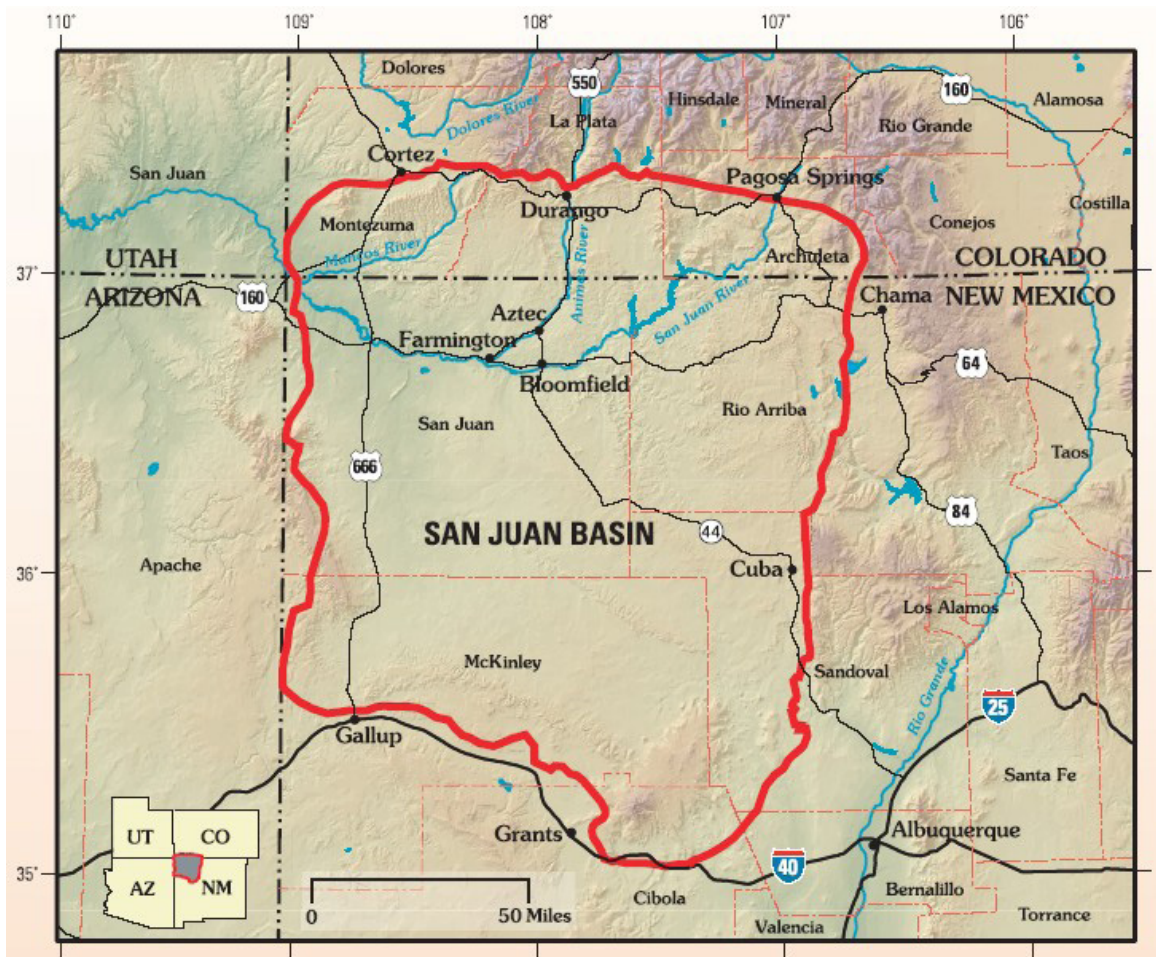 110°
109°
108°
107°
106°
Dolores
550
Hinsdale
Mineral
160
Alamosa
La Plata
Dolores River
Rio Grande
Cortez
San Juan
Pagosa Springs
Durango
Costilla
Montezuma
Conejos
Mancos River
Animas River
Archuleta
UTAH
COLORADO
37°
ARIZONA
160
San Juan River
Chama
NEW MEXICO
Aztec
Farmington
64
Bloomfield
San Juan
Rio Arriba
Taos
666
84
SAN JUAN BASIN
44
Apache
36°
Cuba
Los Alamos
McKinley
Sandoval
Rio Grande
25
Gallup
Santa Fe
UT
CO
Grants
Albuquerque
35°
40
AZ
NM
Cibola
Bernalillo
0
50 Miles
Valencia
Torrance